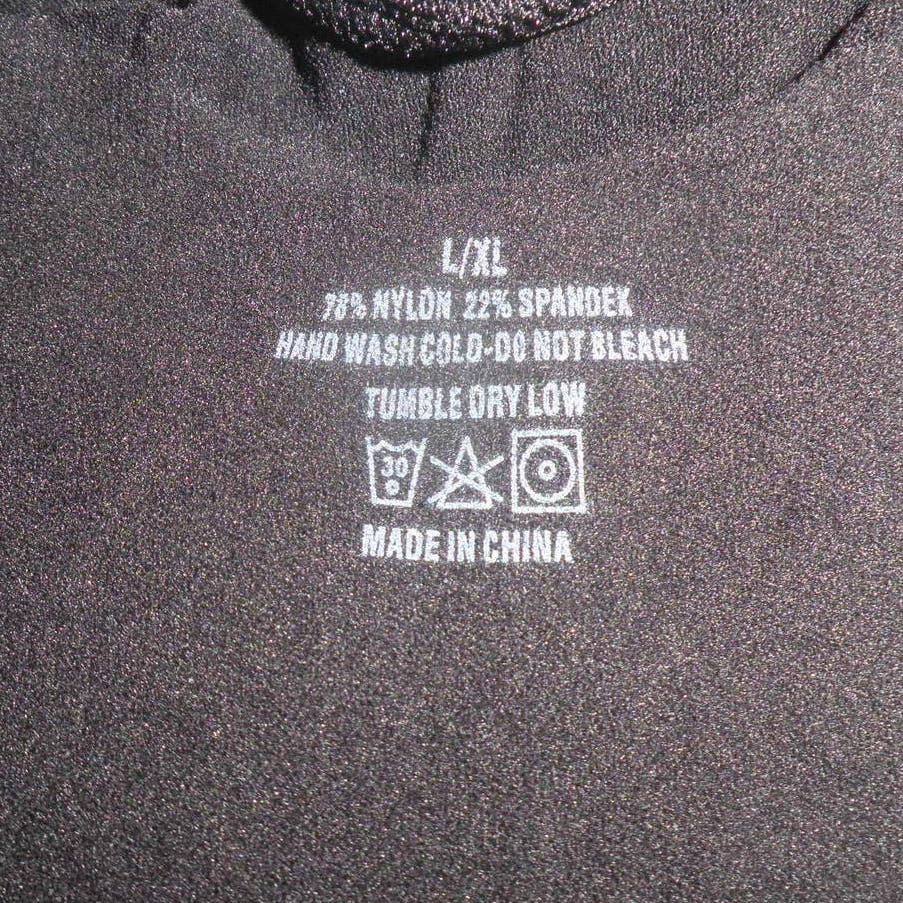 L/XL
78% NYLON 22% SPANDEX
HAND WASH COLD-DO NOT BLEACH
TUMBLE DRY LOW
30
MADE IN CHINA